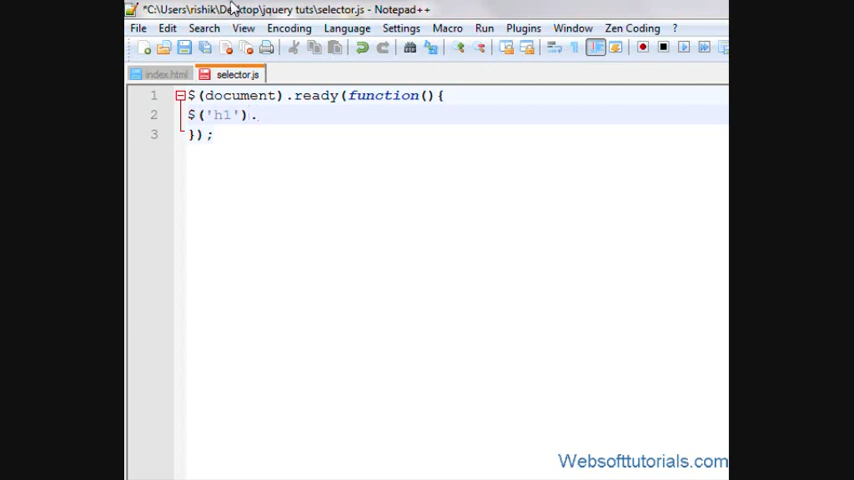 *C:\Users\rishik\Desktop\jquery tuts\selector.js - Notepad++
File Edit Search View Encoding Language Settings Macro Run Plugins Window Zen Coding ?
index.html selector.js
1 $(document).ready(function(){
2 $('h1').
3 });
Websofttutorials.com